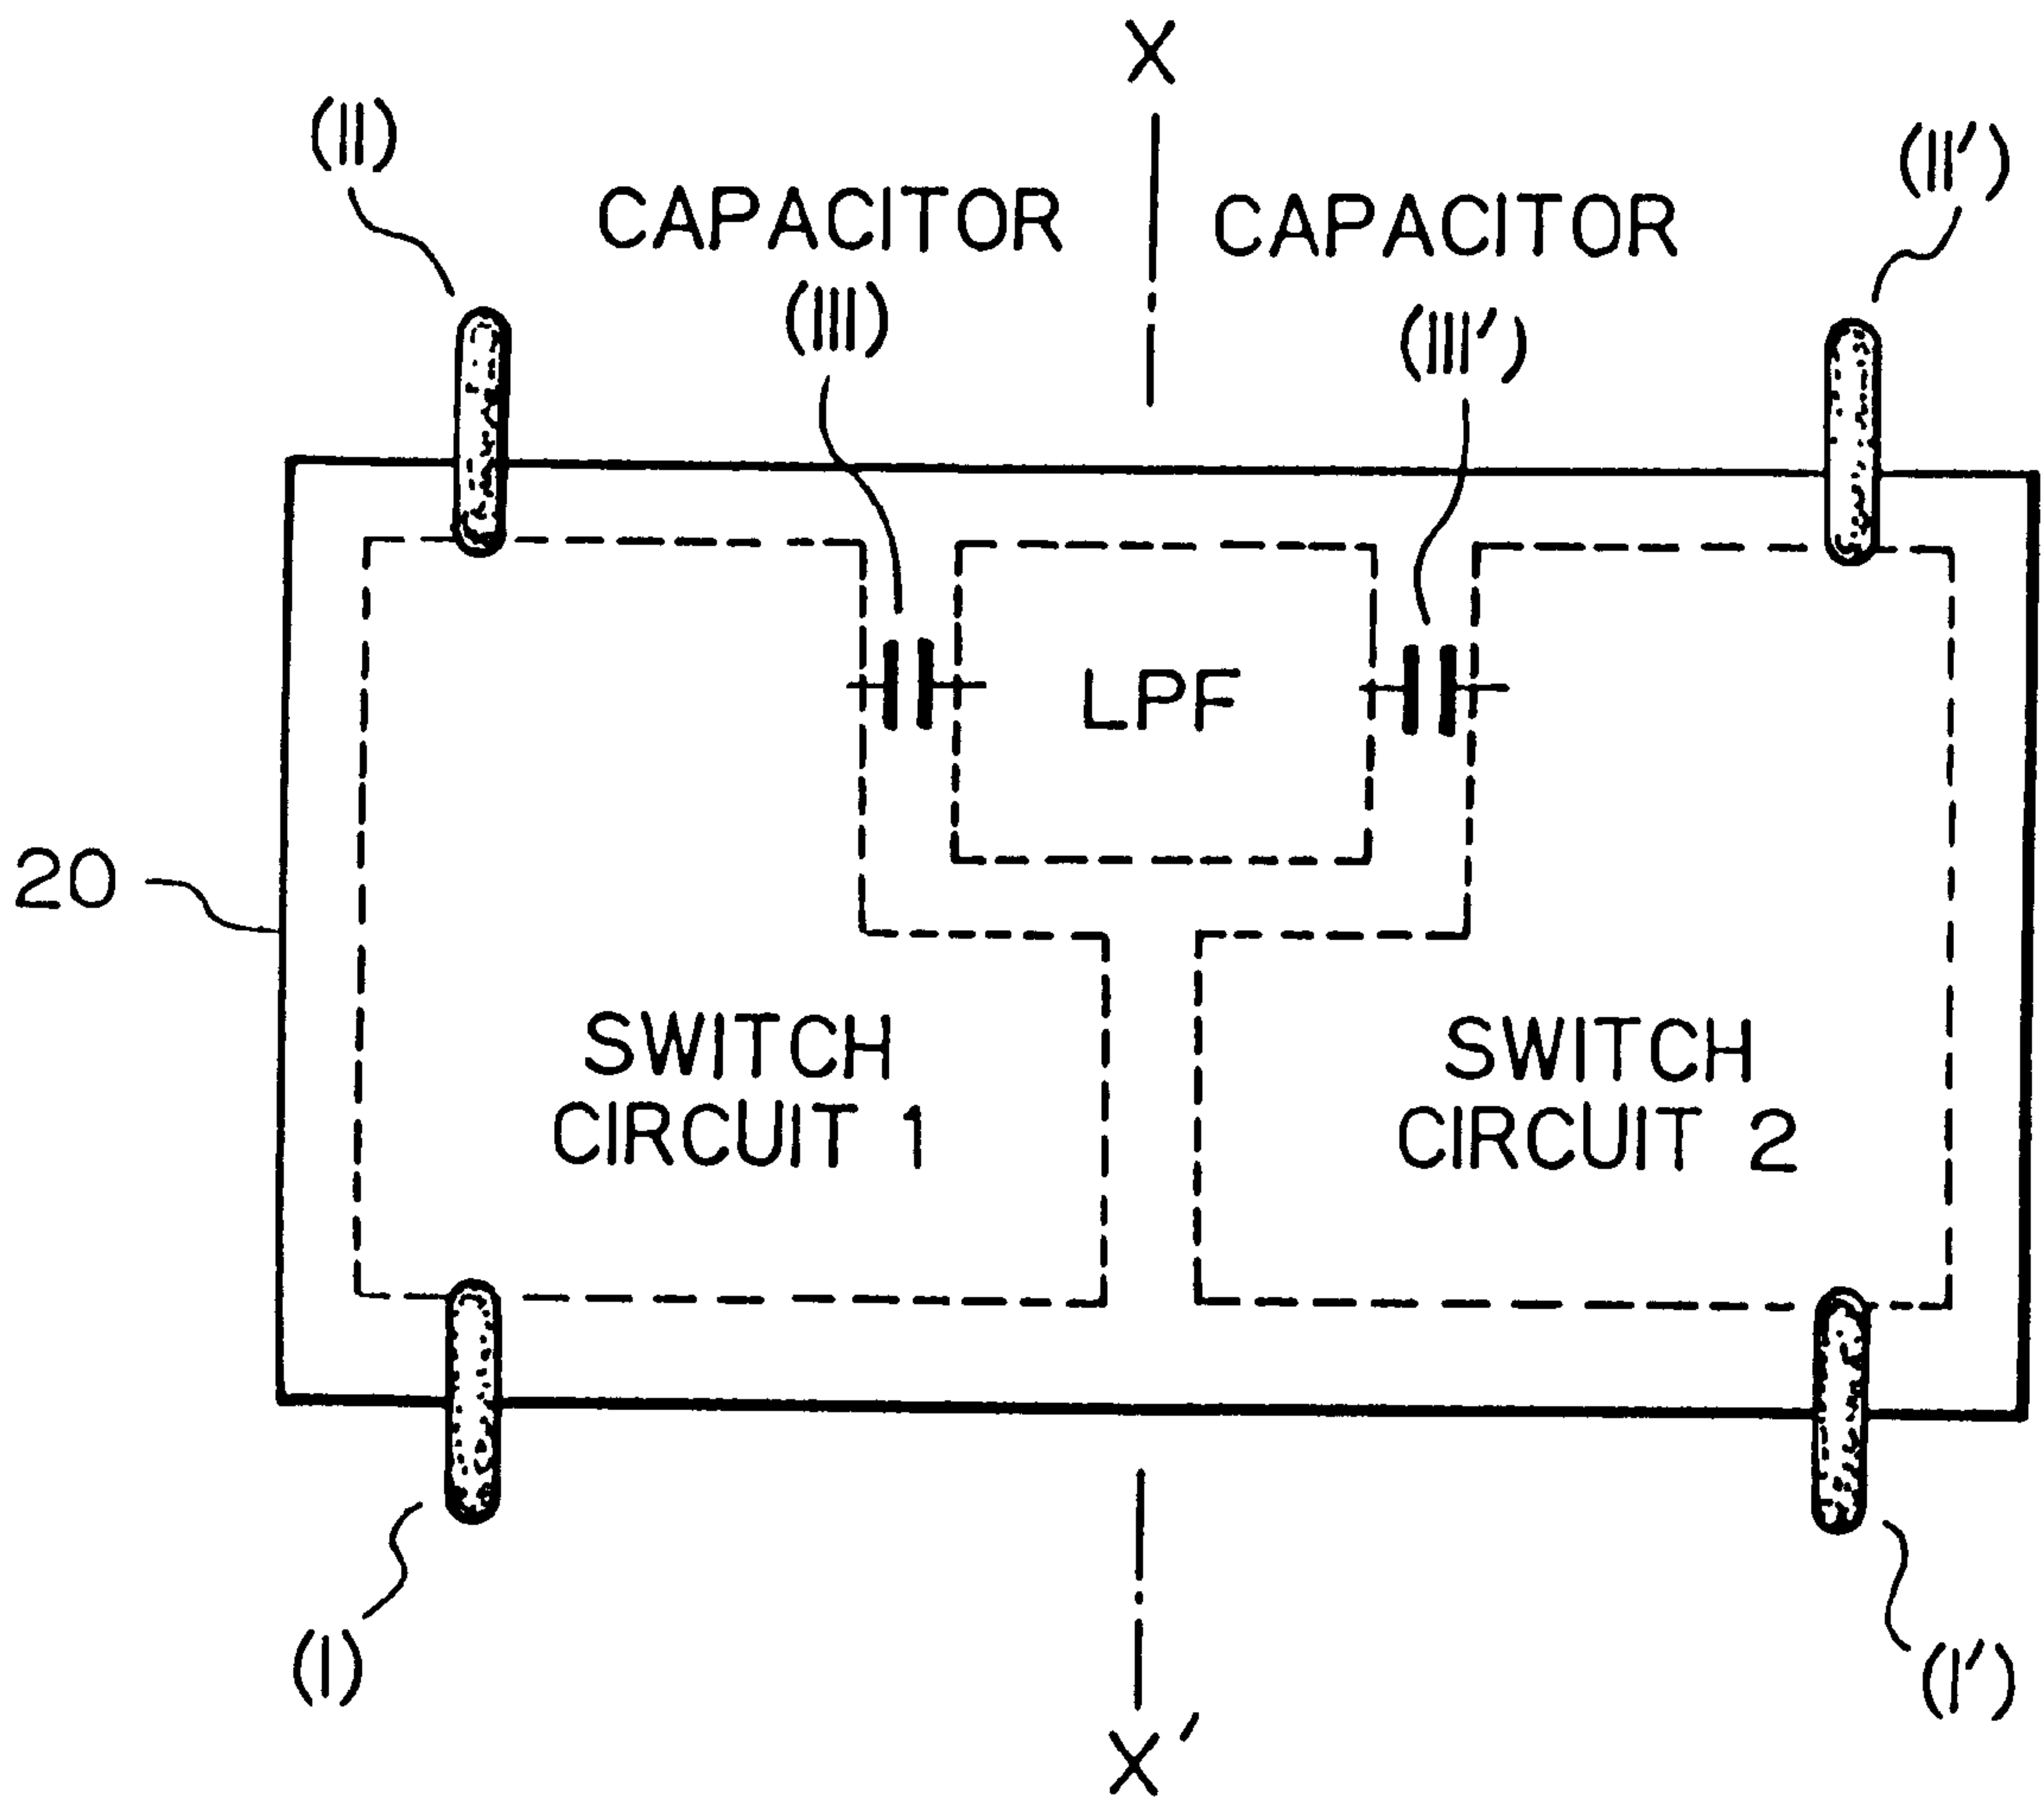 X
(II)
(II')
CAPACITOR
CAPACITOR
(III)
(III')
LPF
20
SWITCH
CIRCUIT 1
SWITCH
CIRCUIT 2
(I)
(I')
X'